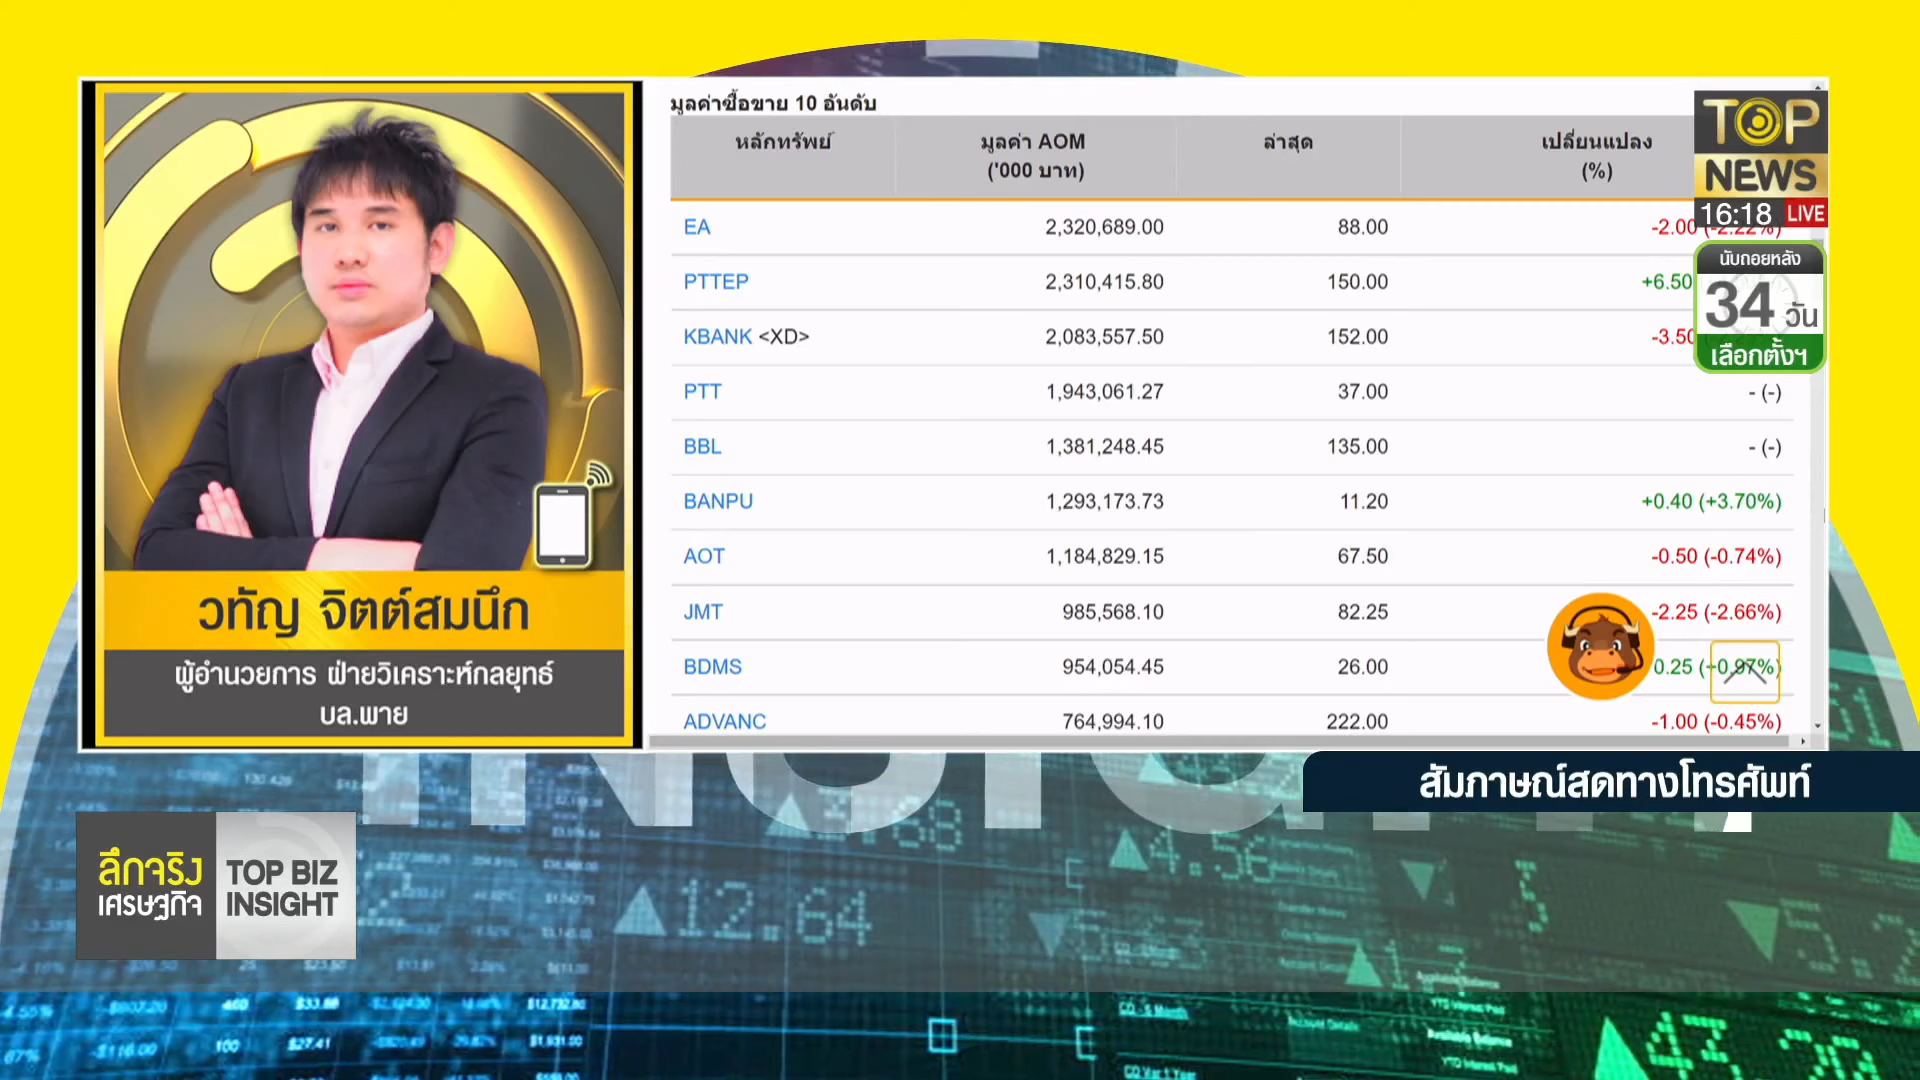 มูลค่าซื้อขาย 10 อันดับ
หลักทรัพย์ มูลค่า AOM ('000 บาท) ล่าสุด เปลี่ยนแปลง (%)
EA 2,320,689.00 88.00 -2.00 (-2.22%)
PTTEP 2,310,415.80 150.00 +6.50
KBANK <XD> 2,083,557.50 152.00 -3.50
PTT 1,943,061.27 37.00 - (-)
BBL 1,381,248.45 135.00 - (-)
BANPU 1,293,173.73 11.20 +0.40 (+3.70%)
AOT 1,184,829.15 67.50 -0.50 (-0.74%)
JMT 985,568.10 82.25 -2.25 (-2.66%)
BDMS 954,054.45 26.00 0.25 (+0.97%)
ADVANC 764,994.10 222.00 -1.00 (-0.45%)
TOP
NEWS
16:18 LIVE
นับถอยหลัง
34 วัน
เลือกตั้งฯ
วทัญ จิตต์สมนึก
ผู้อำนวยการ ฝ่ายวิเคราะห์กลยุทธ์
บล.พาย
สัมภาษณ์สดทางโทรศัพท์
ลึกจริง
เศรษฐกิจ
TOP BIZ
INSIGHT
12.64
4.56